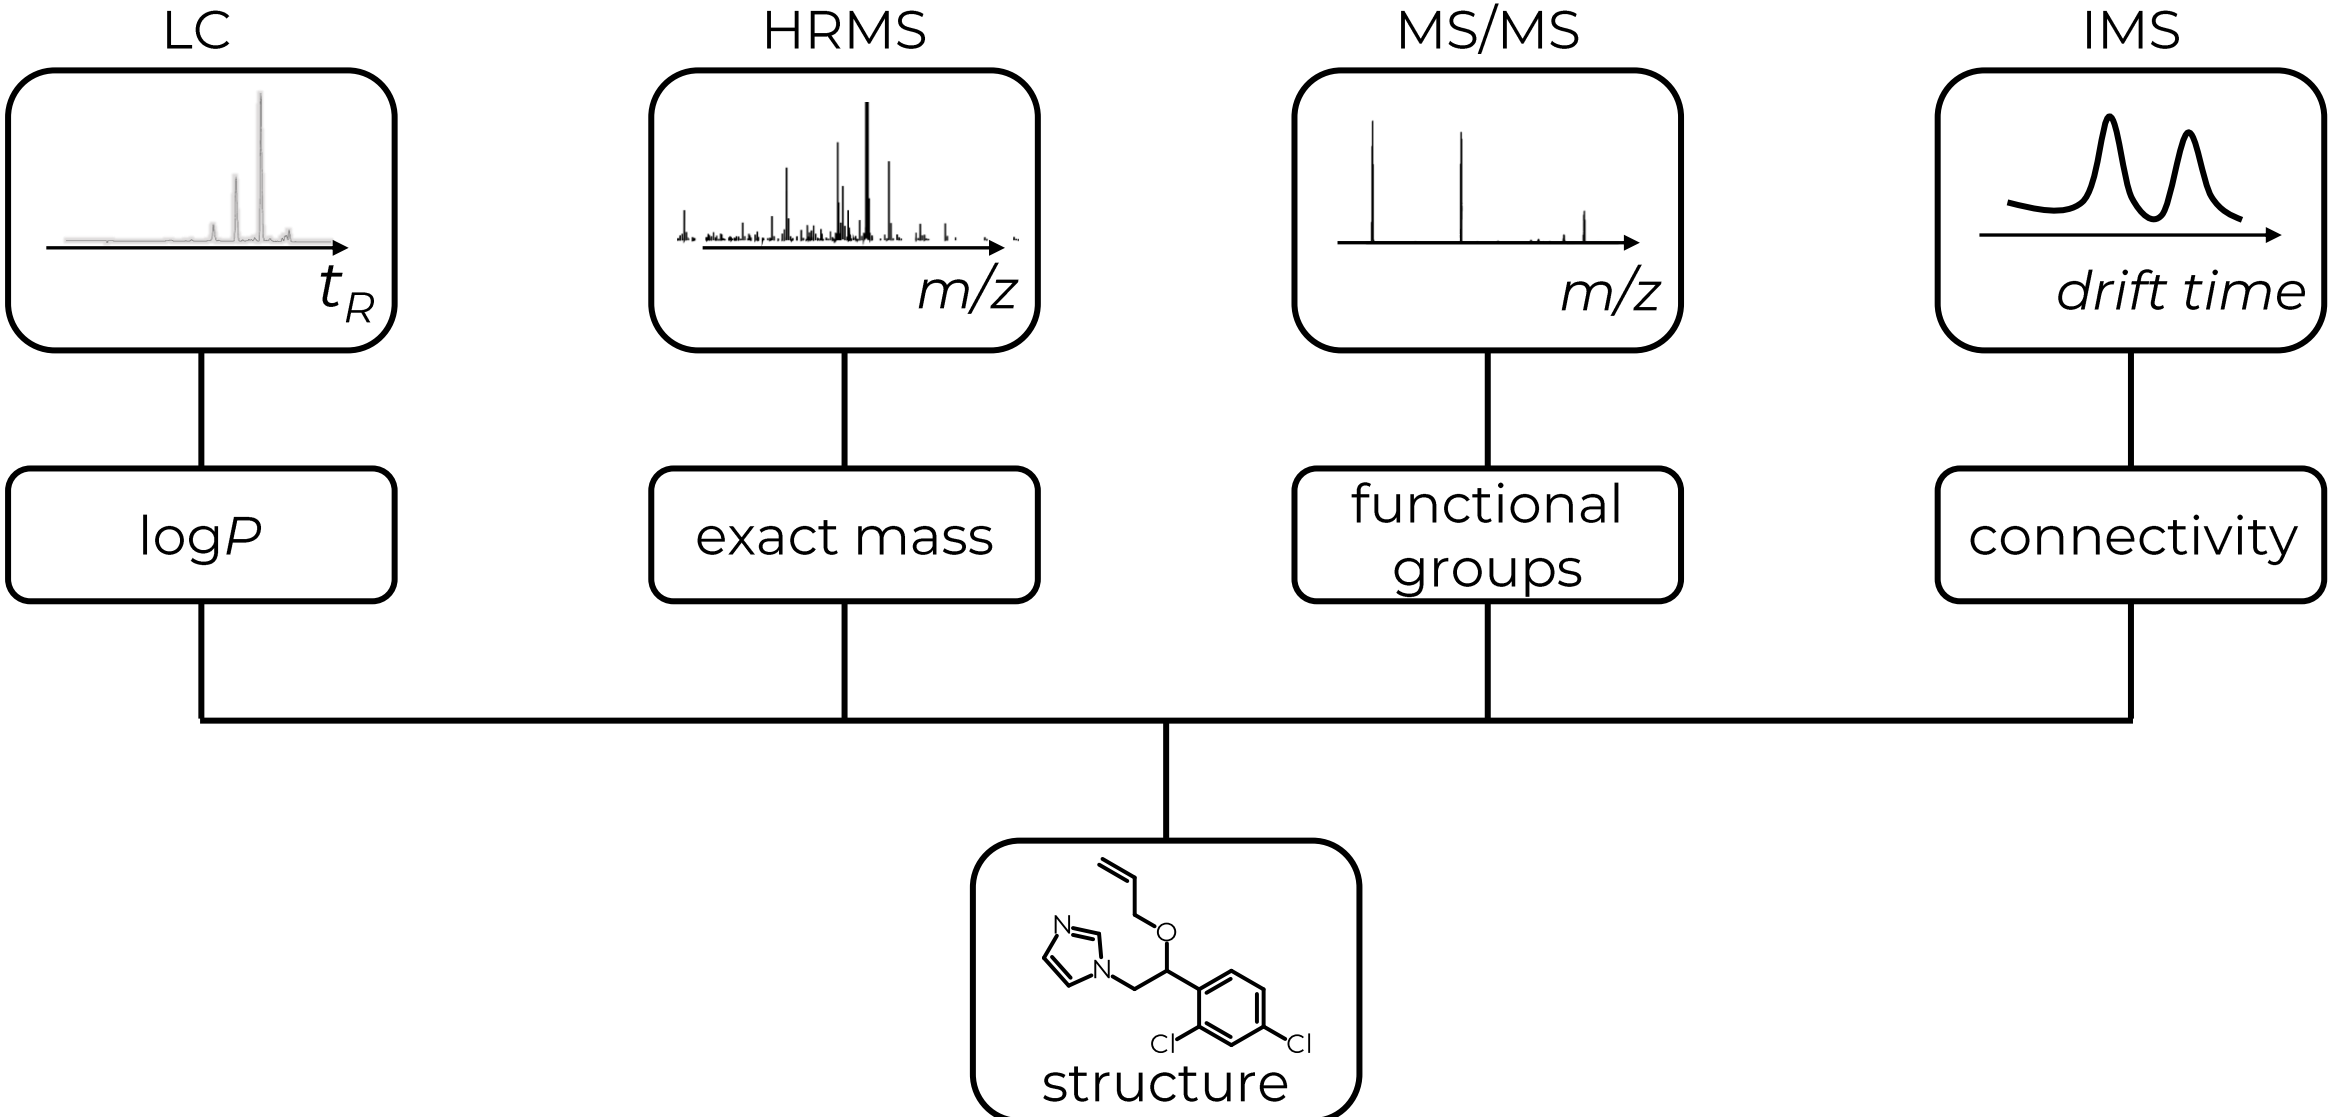 LC
HRMS
MS/MS
IMS
t_R
m/z
m/z
drift time
logP
exact mass
functional
groups
connectivity
N
O
N
Cl
Cl
structure